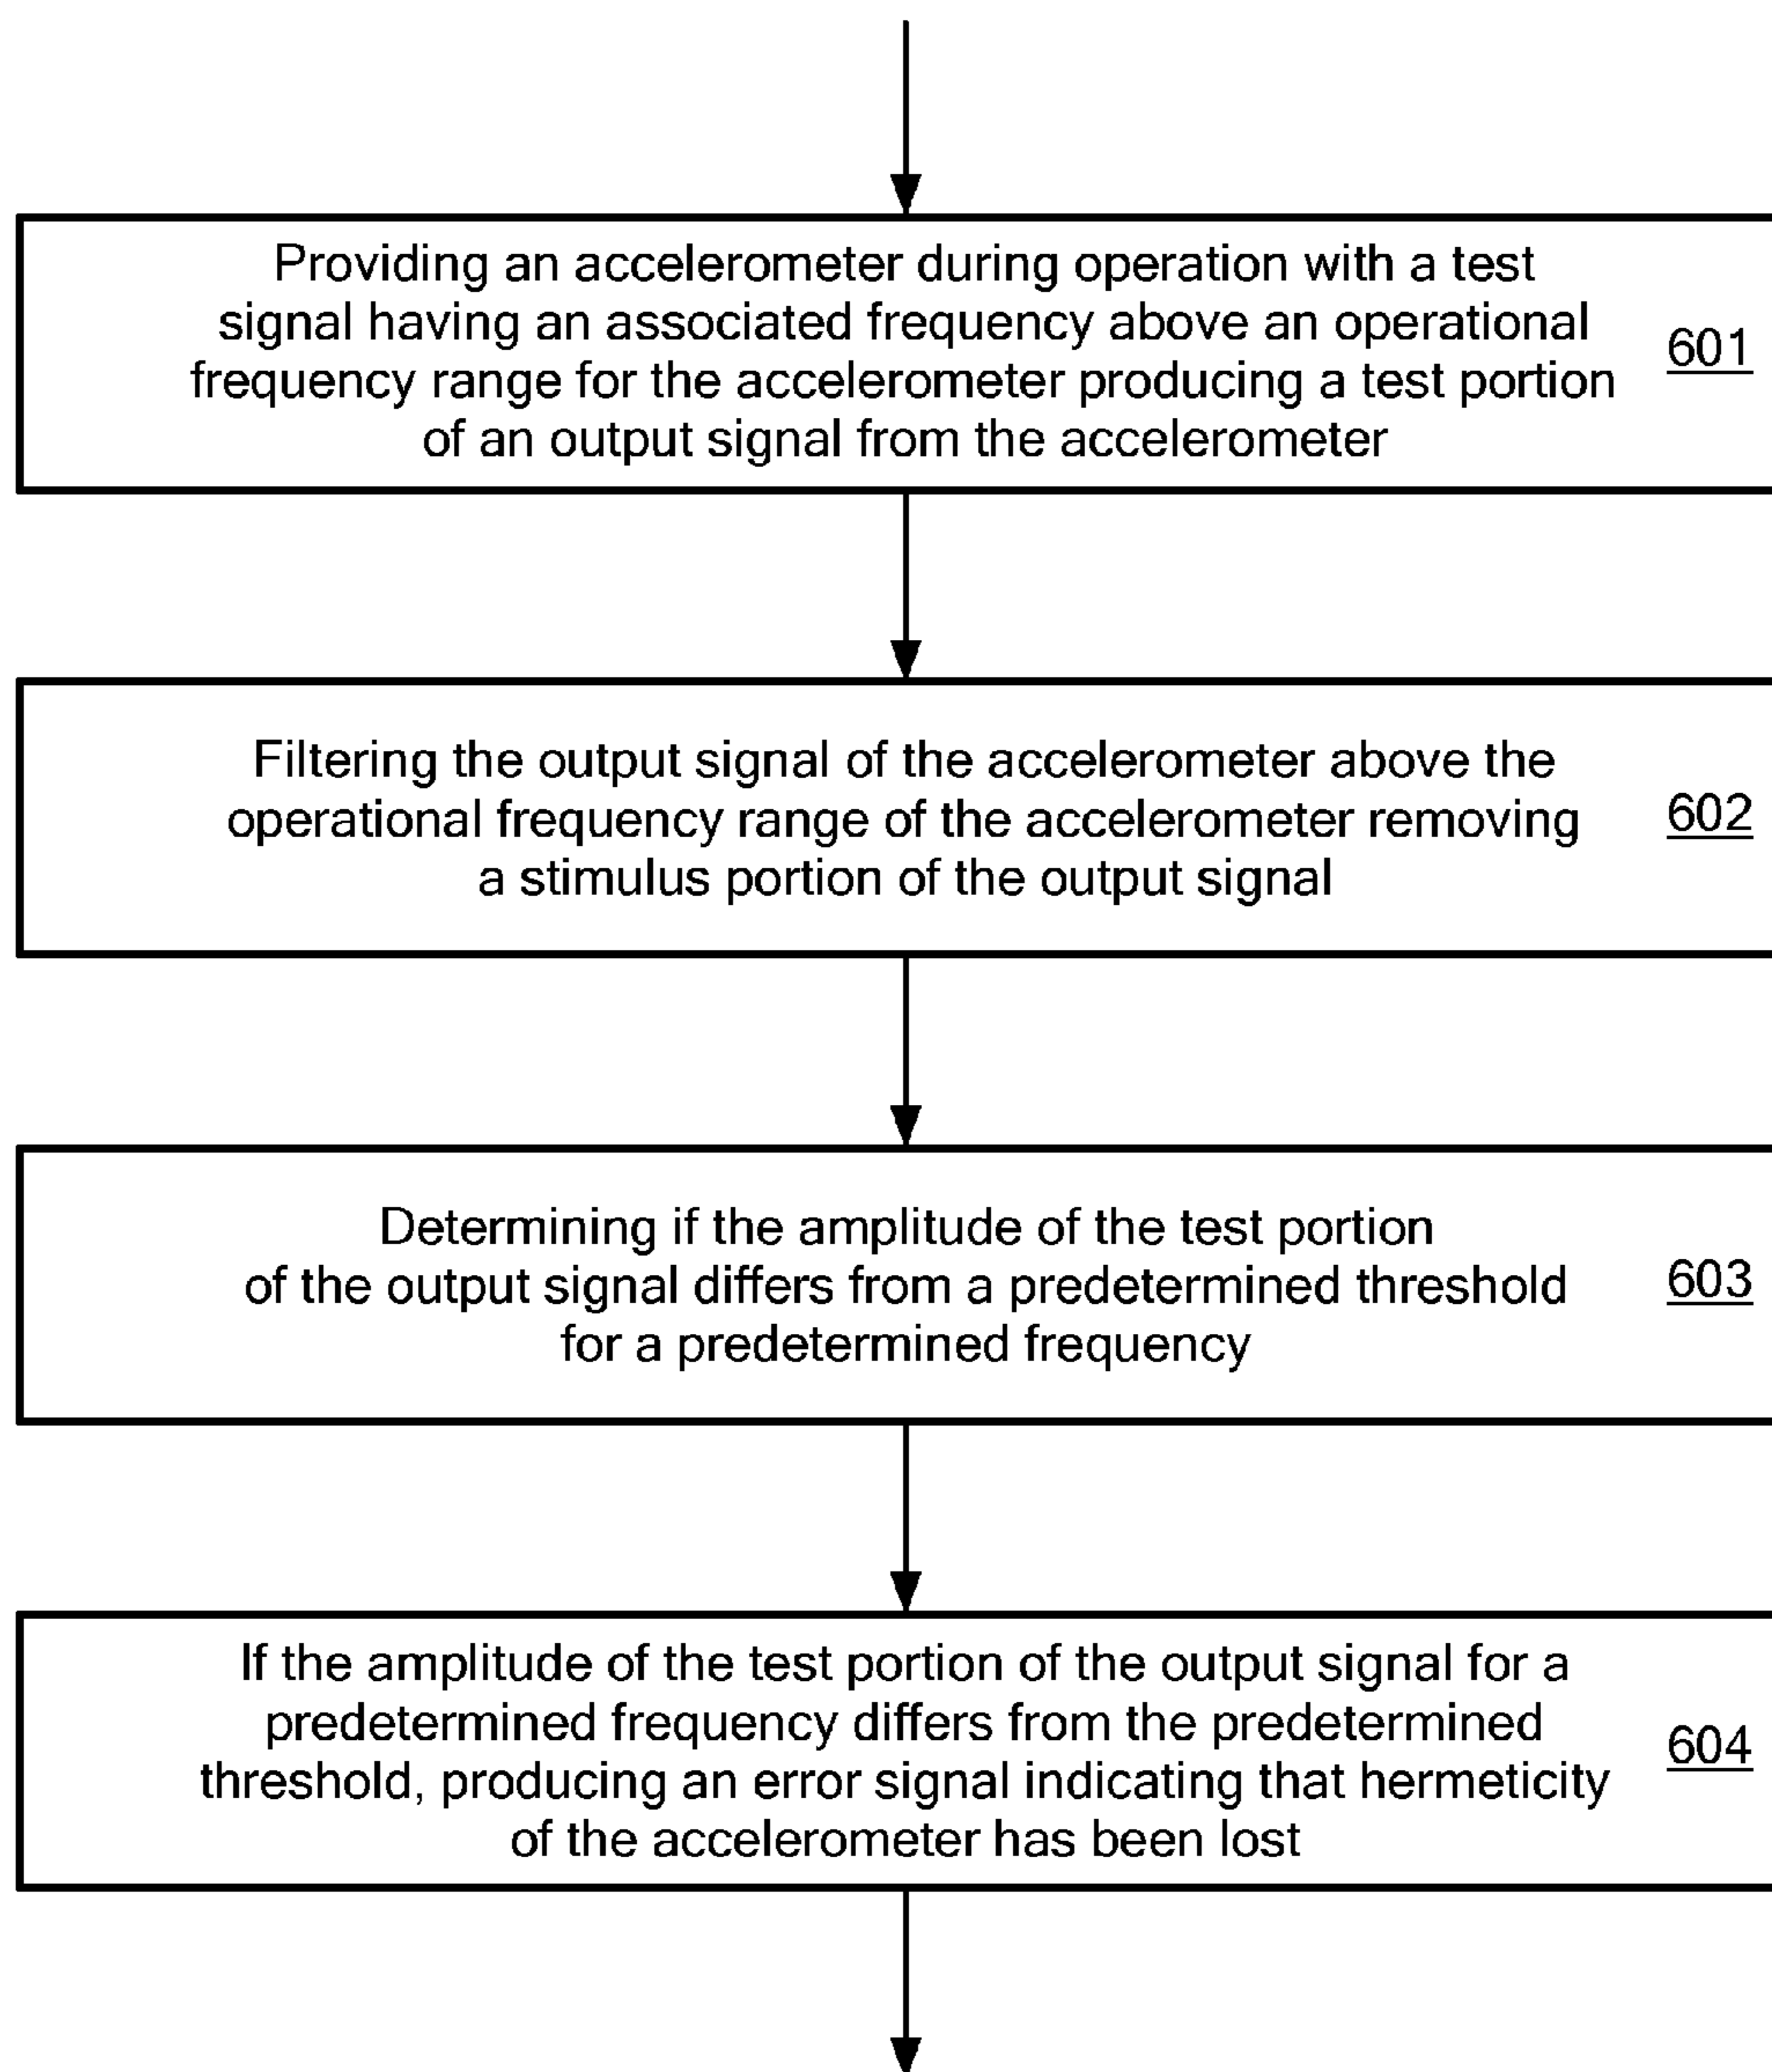 Providing an accelerometer during operation with a test
signal having an associated frequency above an operational
frequency range for the accelerometer producing a test portion
of an output signal from the accelerometer
601
Filtering the output signal of the accelerometer above the
operational frequency range of the accelerometer removing
a stimulus portion of the output signal
602
Determining if the amplitude of the test portion
of the output signal differs from a predetermined threshold
for a predetermined frequency
603
If the amplitude of the test portion of the output signal for a
predetermined frequency differs from the predetermined
threshold, producing an error signal indicating that hermeticity
of the accelerometer has been lost
604